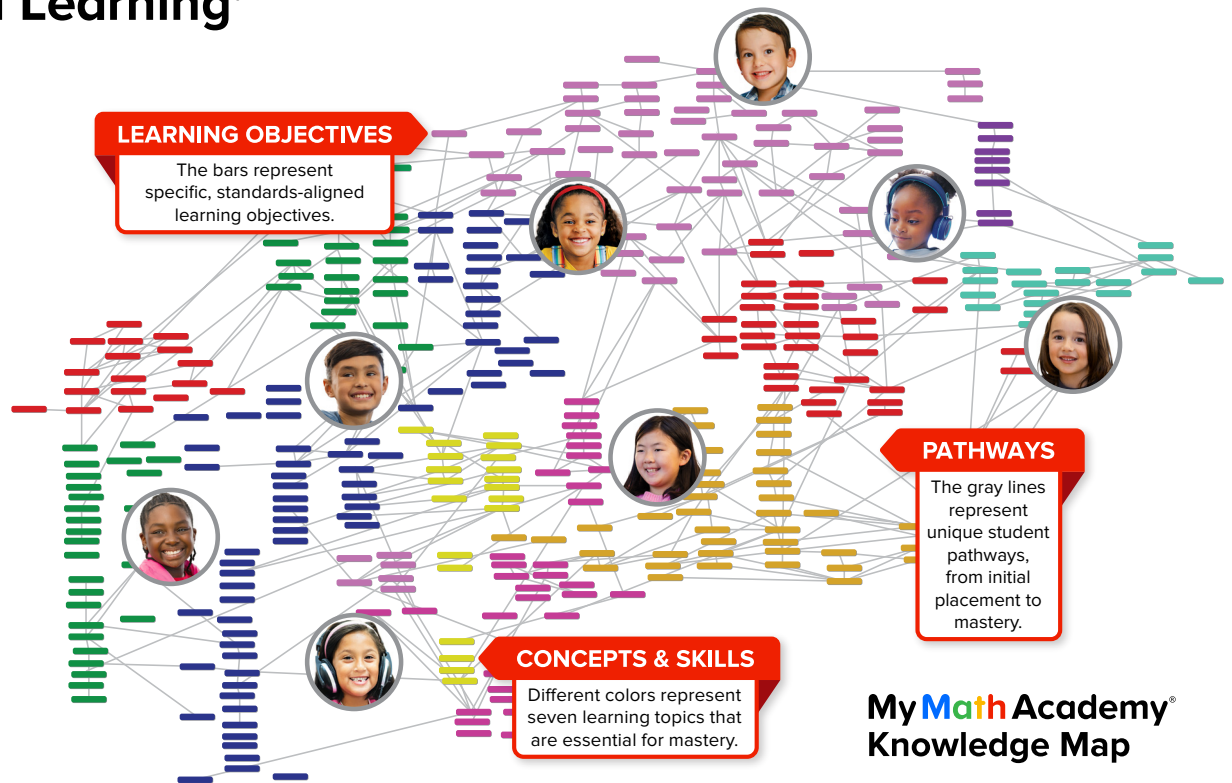 Learning
LEARNING OBJECTIVES
The bars represent
specific, standards-aligned
learning objectives.
PATHWAYS
The gray lines
represent
unique student
pathways,
from initial
placement to
mastery.
CONCEPTS & SKILLS
Different colors represent
seven learning topics that
are essential for mastery.
My Math Academy®
Knowledge Map